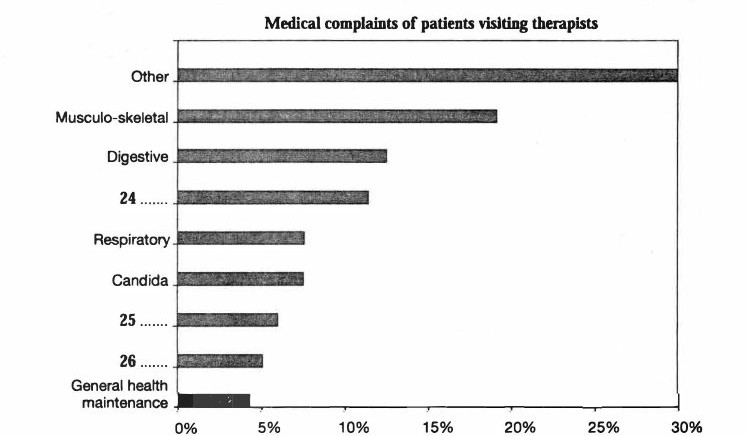 Medical complaints of patients visiting therapists
Other
Musculo-skeletal
Digestive
24 .......
Respiratory
Candida
25 .......
26 .......
General health
maintenance
0% 5% 10% 15% 20% 25% 30%